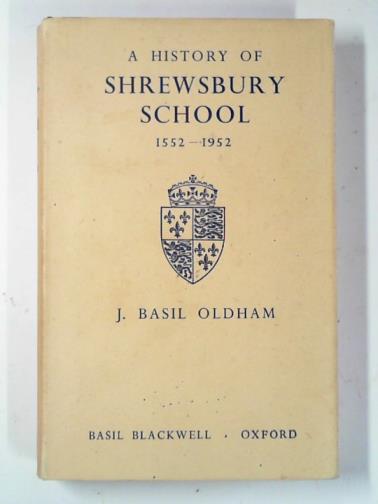 A HISTORY OF
SHREWSBURY
SCHOOL
1552–1952
J. BASIL OLDHAM
BASIL BLACKWELL · OXFORD